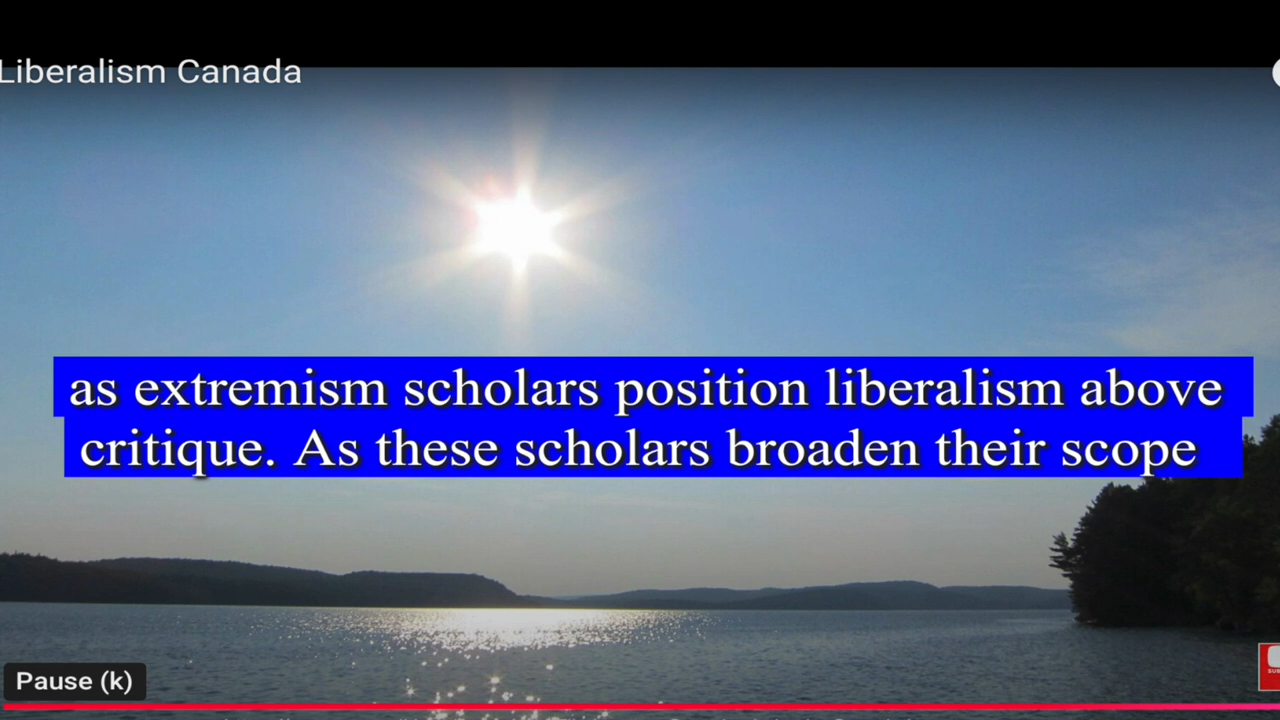 Liberalism Canada
as extremism scholars position liberalism above
critique. As these scholars broaden their scope
Pause (k)